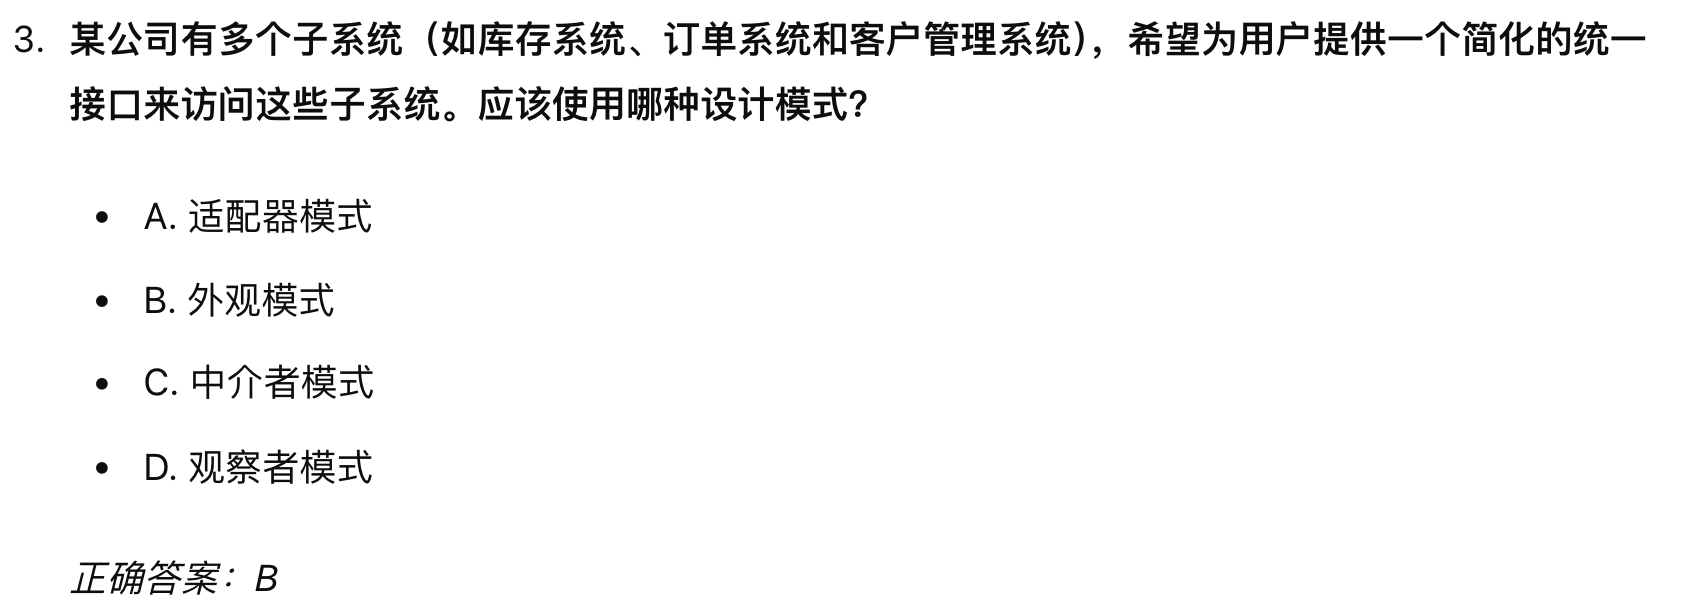 3. 某公司有多个子系统（如库存系统、订单系统和客户管理系统），希望为用户提供一个简化的统一
接口来访问这些子系统。应该使用哪种设计模式?
• A. 适配器模式
• B. 外观模式
• C. 中介者模式
• D. 观察者模式
正确答案：B